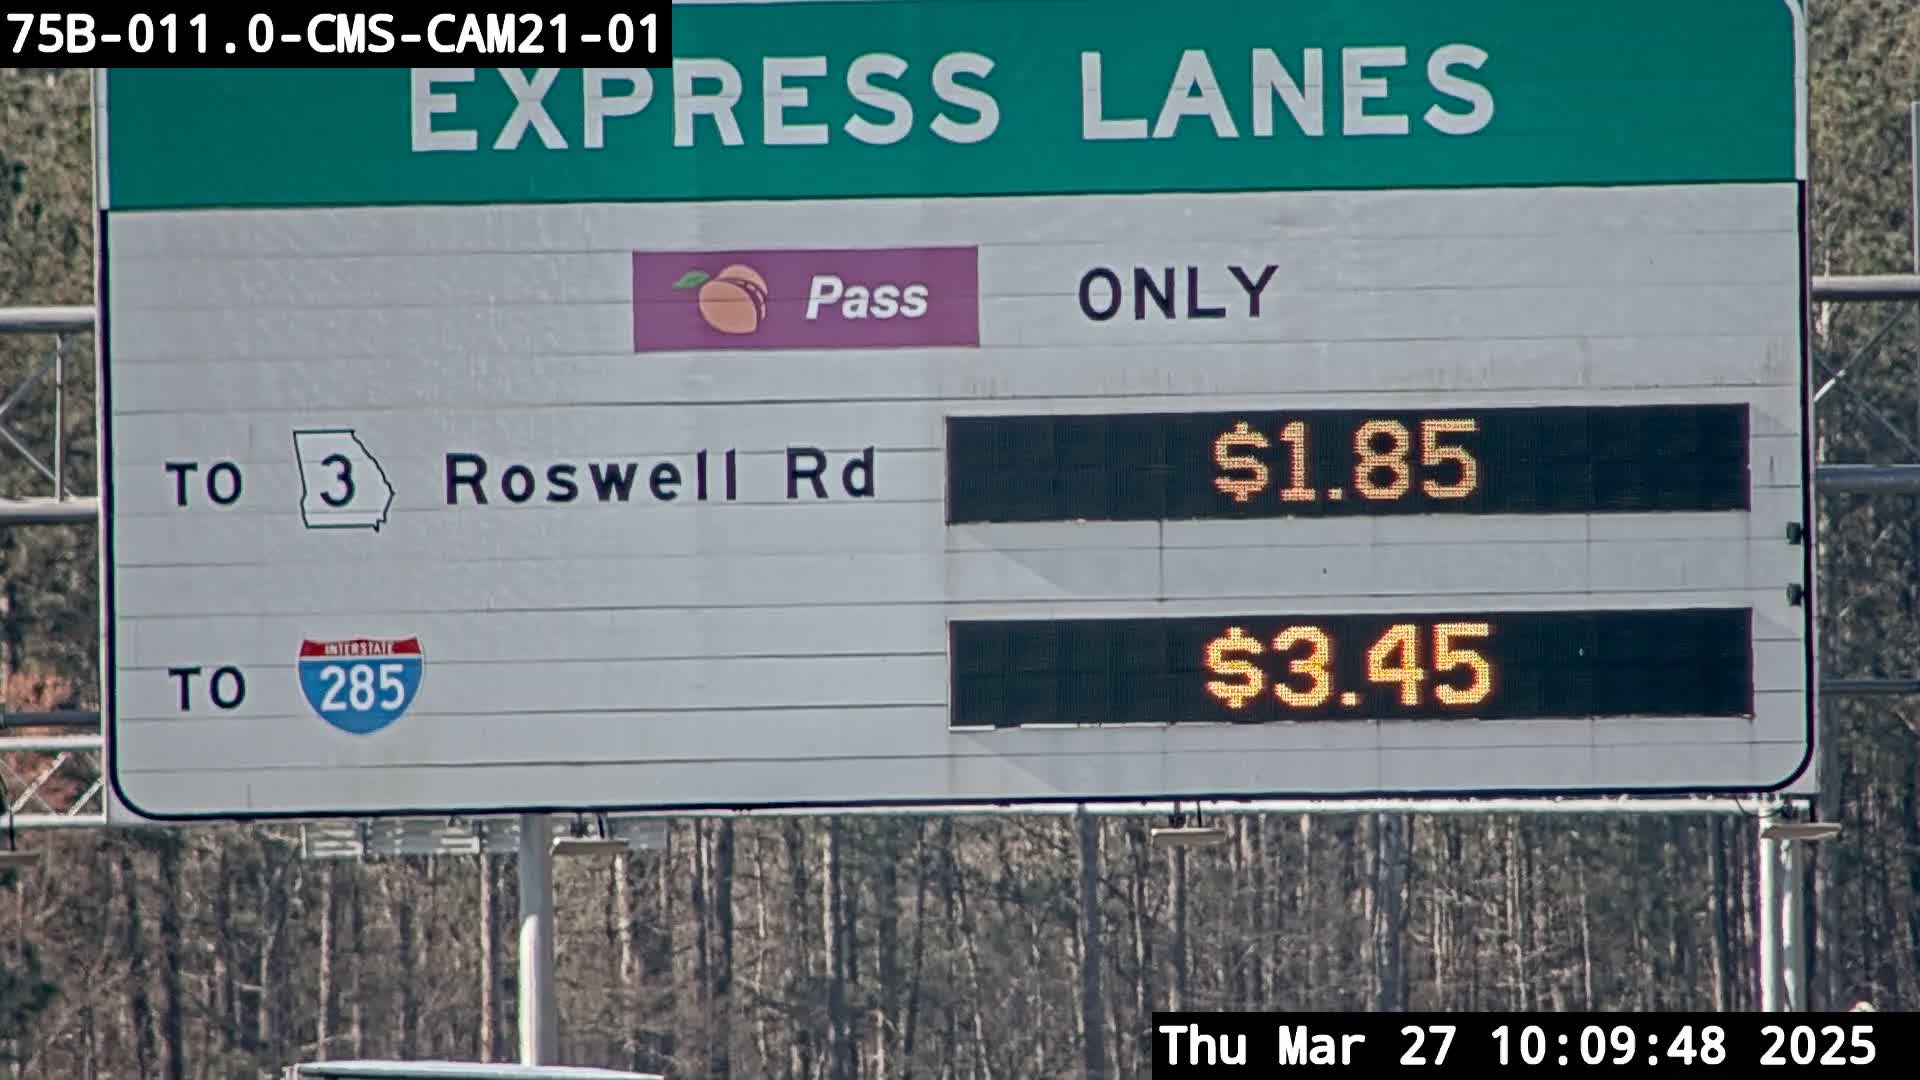 75B-011.0-CMS-CAM21-01
EXPRESS LANES
Pass ONLY
TO 3 Roswell Rd $1.85
TO INTERSTATE 285 $3.45
Thu Mar 27 10:09:48 2025